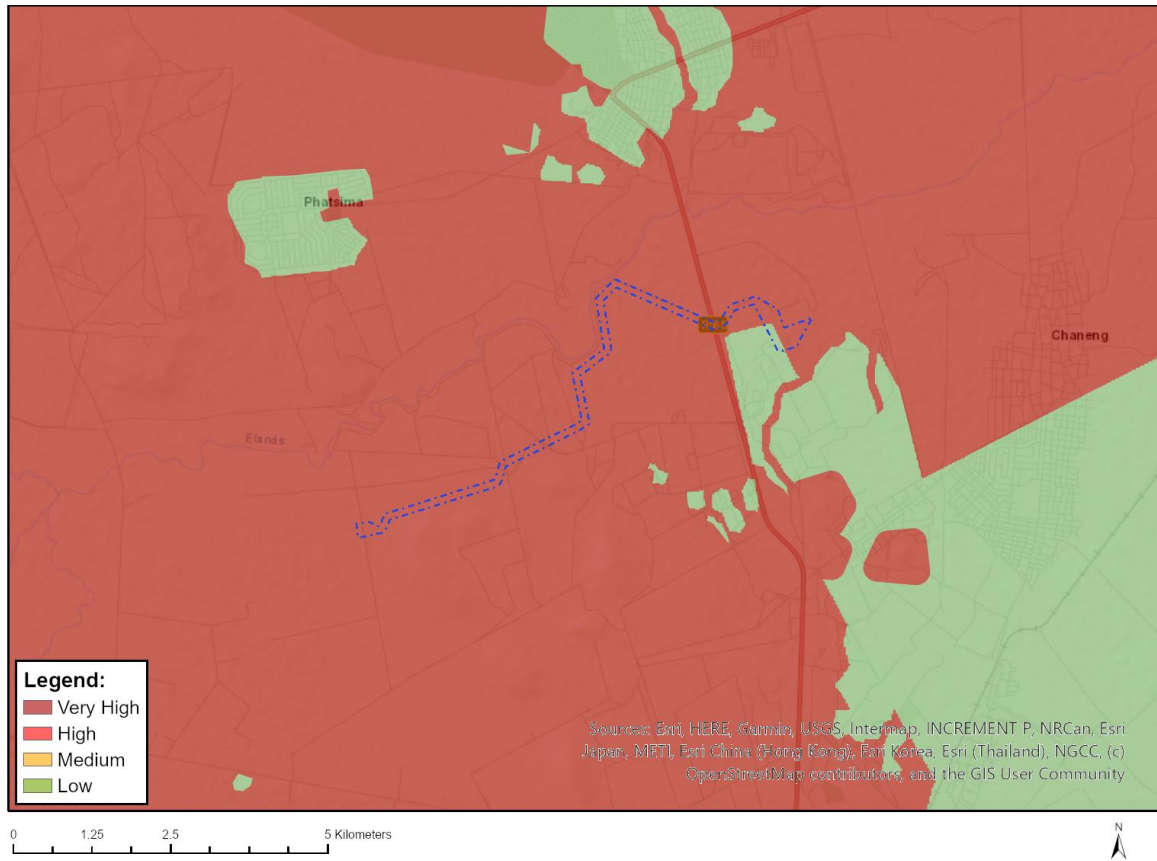 Phatsima
Chaneng
Elands
Legend:
Very High
High
Medium
Low
Sources: Esri, HERE, Garmin, USGS, Intermap, INCREMENT P, NRCan, Esri
Japan, METI, Esri China (Hong Kong), Esri Korea, Esri (Thailand), NGCC, (c)
OpenStreetMap contributors, and the GIS User Community
0 1.25 2.5 5 Kilometers
N